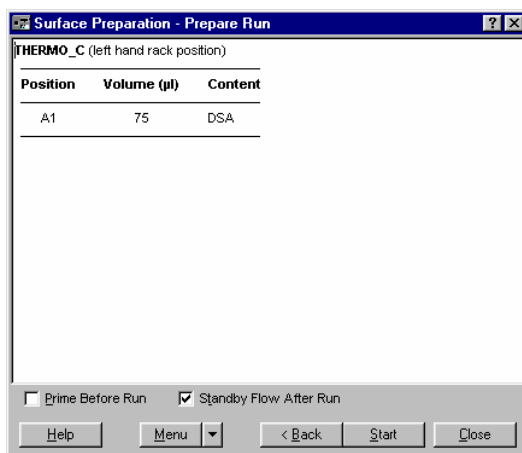 Surface Preparation - Prepare Run
THERMO_C (left hand rack position)
Position Volume (µl) Content
A1 75 DSA
Prime Before Run Standby Flow After Run
Help Menu < Back Start Close